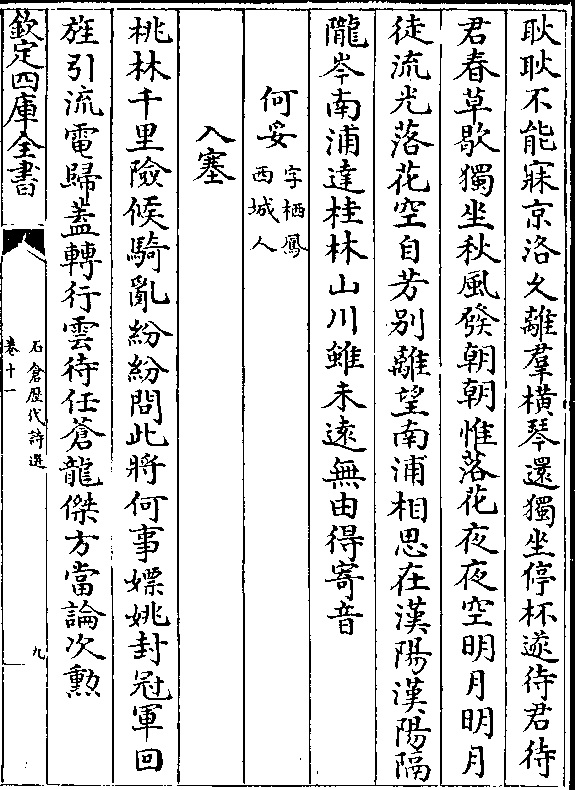 耿耿不能寐京洛久離羣横琴還獨坐停杯遂待君待
君春草歇獨坐秋風發朝朝惟落花夜夜空明月明月
徒流光落花空自芳别離望南浦相思在漢陽漢陽隔
隴岑南浦達桂林山川雖未逺無由得寄音
何妥字栖鳳
西城人
入塞
桃林千里險候騎亂紛紛問此將何事嫖姚封冠軍回
旌引流電歸葢轉行雲待任蒼龍傑方當論次勲
欽定四庫全書
石倉歷代詩選
卷十一
九